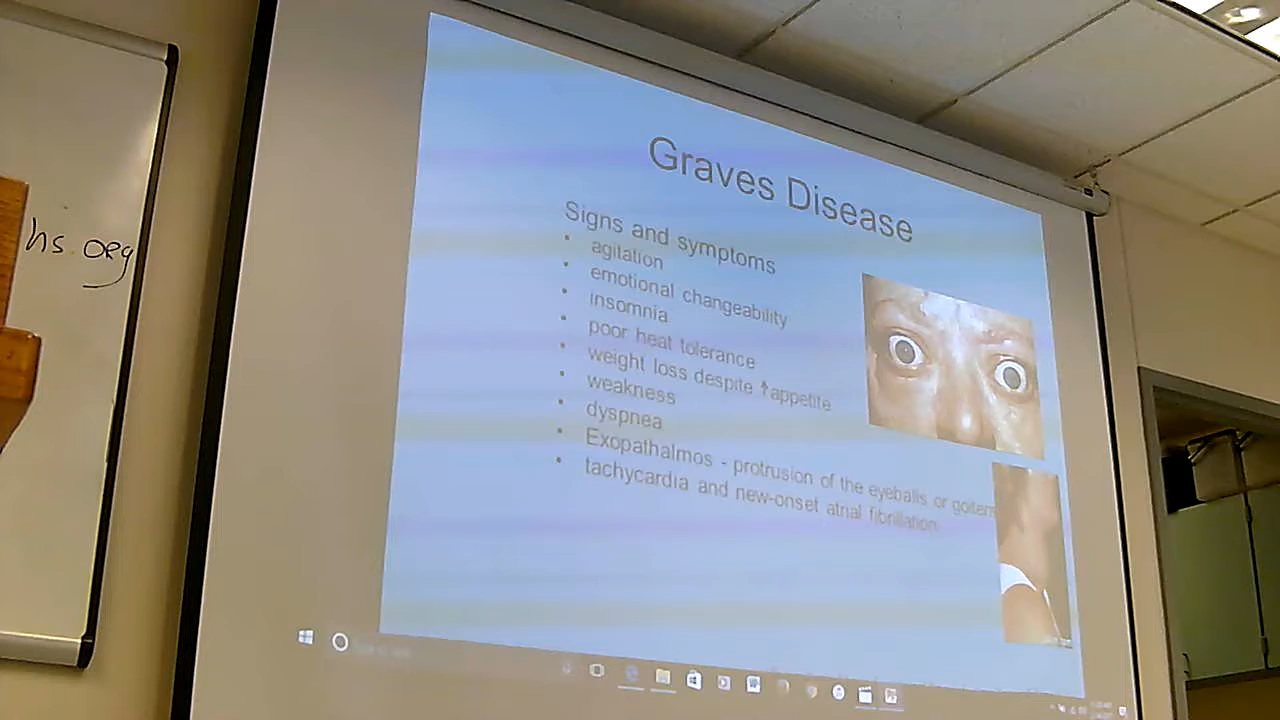 hs.org
Graves Disease
Signs and symptoms
• agitation
• emotional changeability
• insomnia
• poor heat tolerance
• weight loss despite ↑appetite
• weakness
• dyspnea
• Exopathalmos - protrusion of the eyeballs or goiters
• tachycardia and new-onset atrial fibrillation